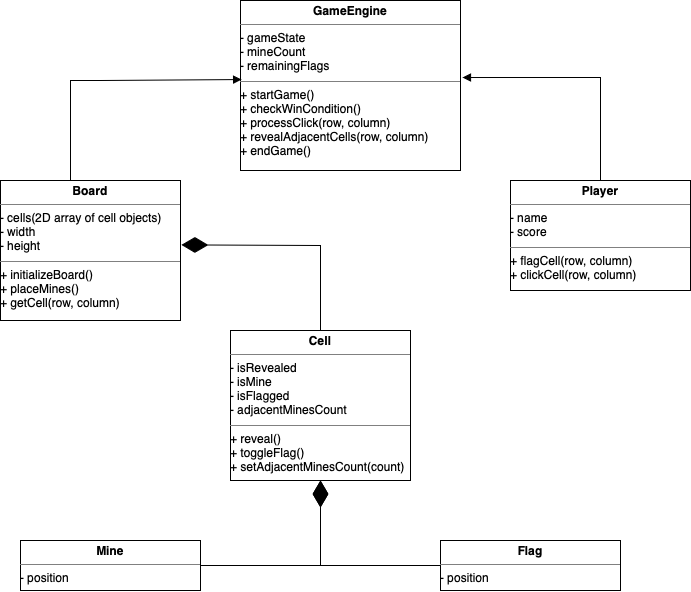 GameEngine
- gameState
- mineCount
- remainingFlags
+ startGame()
+ checkWinCondition()
+ processClick(row, column)
+ revealAdjacentCells(row, column)
+ endGame()
Board
- cells(2D array of cell objects)
- width
- height
+ initializeBoard()
+ placeMines()
+ getCell(row, column)
Player
- name
- score
+ flagCell(row, column)
+ clickCell(row, column)
Cell
- isRevealed
- isMine
- isFlagged
- adjacentMinesCount
+ reveal()
+ toggleFlag()
+ setAdjacentMinesCount(count)
Mine
- position
Flag
- position